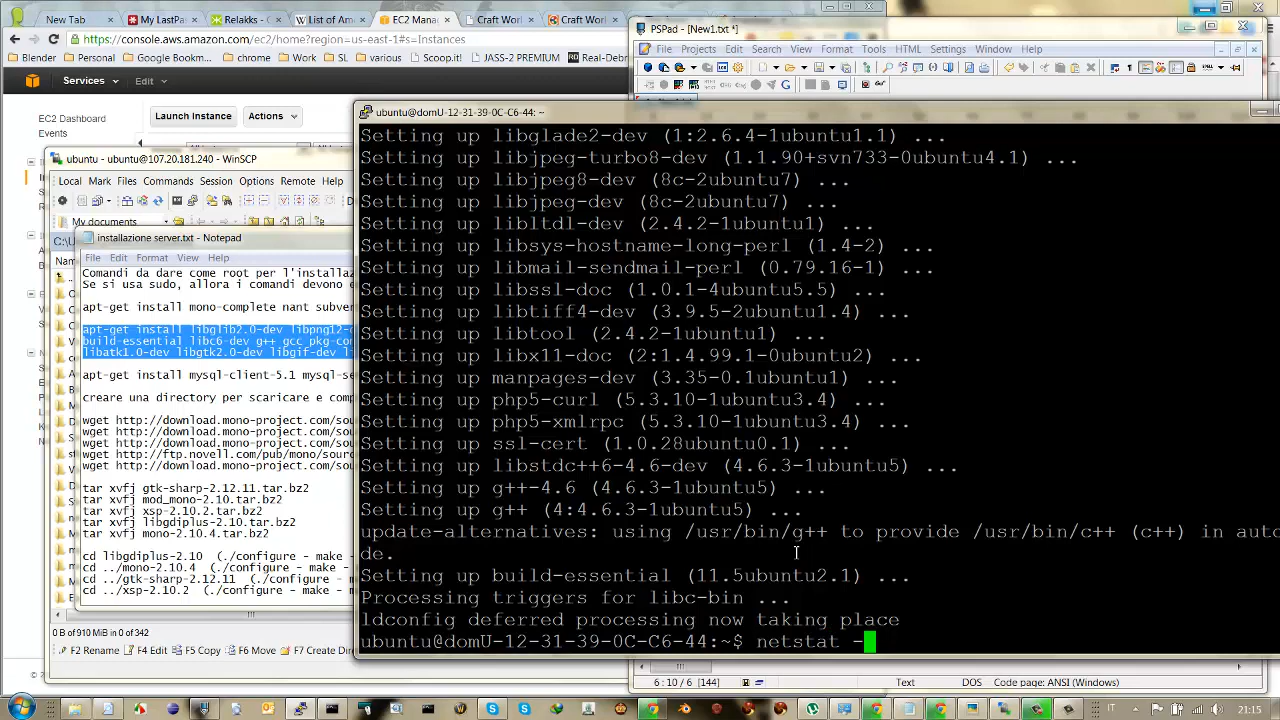 New Tab
My LastPa
Relakks -
List of Am
EC2 Manag
CraftWorl
Craft Worl
https://console.aws.amazon.com/ec2/home?region=us-east-1#s=Instances
Blender
Personal
Google Bookm...
chrome
Work
SL
various
Scoop.it!
JASS-2 PREMIUM
Real-Debr
Services
Edit
EC2 Dashboard
Events
Launch Instance
Actions
PSPad - [New1.txt *]
File Projects Edit Search View Format Tools HTML Settings Window Help
ubuntu - ubuntu@107.20.181.240 - WinSCP
Local Mark Files Commands Session Options Remote Help
My documents
installazione server.txt - Notepad
File Edit Format View Help
Comandi da dare come root per l'installaz
Se si usa sudo, allora i comandi devono e
apt-get install mono-complete nant subver
apt-get install libglib2.0-dev libpng12-d
build-essential libc6-dev g++ gcc pkg-con
libatk1.0-dev libgtk2.0-dev libgif-dev li
apt-get install mysql-client-5.1 mysql-se
creare una directory per scaricare e comp
wget http://download.mono-project.com/sou
wget http://download.mono-project.com/sou
wget http://download.mono-project.com/sou
wget http://ftp.novell.com/pub/mono/sourc
wget http://download.mono-project.com/sou
tar xvfj gtk-sharp-2.12.11.tar.bz2
tar xvfj mod_mono-2.10.tar.bz2
tar xvfj xsp-2.10.2.tar.bz2
tar xvfj libgdiplus-2.10.tar.bz2
tar xvfj mono-2.10.4.tar.bz2
cd libgdiplus-2.10 (./configure - make -
cd ../mono-2.10.4 (./configure - make -
cd ../gtk-sharp-2.12.11 (./configure - m
cd ../xsp-2.10.2 (./configure - make -
0 B of 910 MiB in 0 of 342
F2 Rename F4 Edit F5 Copy F7 Create Direc
ubuntu@domU-12-31-39-0C-C6-44: ~
Setting up libglade2-dev (1:2.6.4-1ubuntu1.1) ...
Setting up libjpeg-turbo8-dev (1.1.90+svn733-0ubuntu4.1) ...
Setting up libjpeg8-dev (8c-2ubuntu7) ...
Setting up libjpeg-dev (8c-2ubuntu7) ...
Setting up libltdl-dev (2.4.2-1ubuntu1) ...
Setting up libsys-hostname-long-perl (1.4-2) ...
Setting up libmail-sendmail-perl (0.79.16-1) ...
Setting up libssl-doc (1.0.1-4ubuntu5.5) ...
Setting up libtiff4-dev (3.9.5-2ubuntu1.4) ...
Setting up libtool (2.4.2-1ubuntu1) ...
Setting up libx11-doc (2:1.4.99.1-0ubuntu2) ...
Setting up manpages-dev (3.35-0.1ubuntu1) ...
Setting up php5-curl (5.3.10-1ubuntu3.4) ...
Setting up php5-xmlrpc (5.3.10-1ubuntu3.4) ...
Setting up ssl-cert (1.0.28ubuntu0.1) ...
Setting up libstdc++6-4.6-dev (4.6.3-1ubuntu5) ...
Setting up g++-4.6 (4.6.3-1ubuntu5) ...
Setting up g++ (4:4.6.3-1ubuntu5) ...
update-alternatives: using /usr/bin/g++ to provide /usr/bin/c++ (c++) in auto
de.
Setting up build-essential (11.5ubuntu2.1) ...
Processing triggers for libc-bin ...
ldconfig deferred processing now taking place
ubuntu@domU-12-31-39-0C-C6-44:~$ netstat -
6 : 10 / 6 [144]
Text
DOS
Code page: ANSI (Windows)
IT
21:15